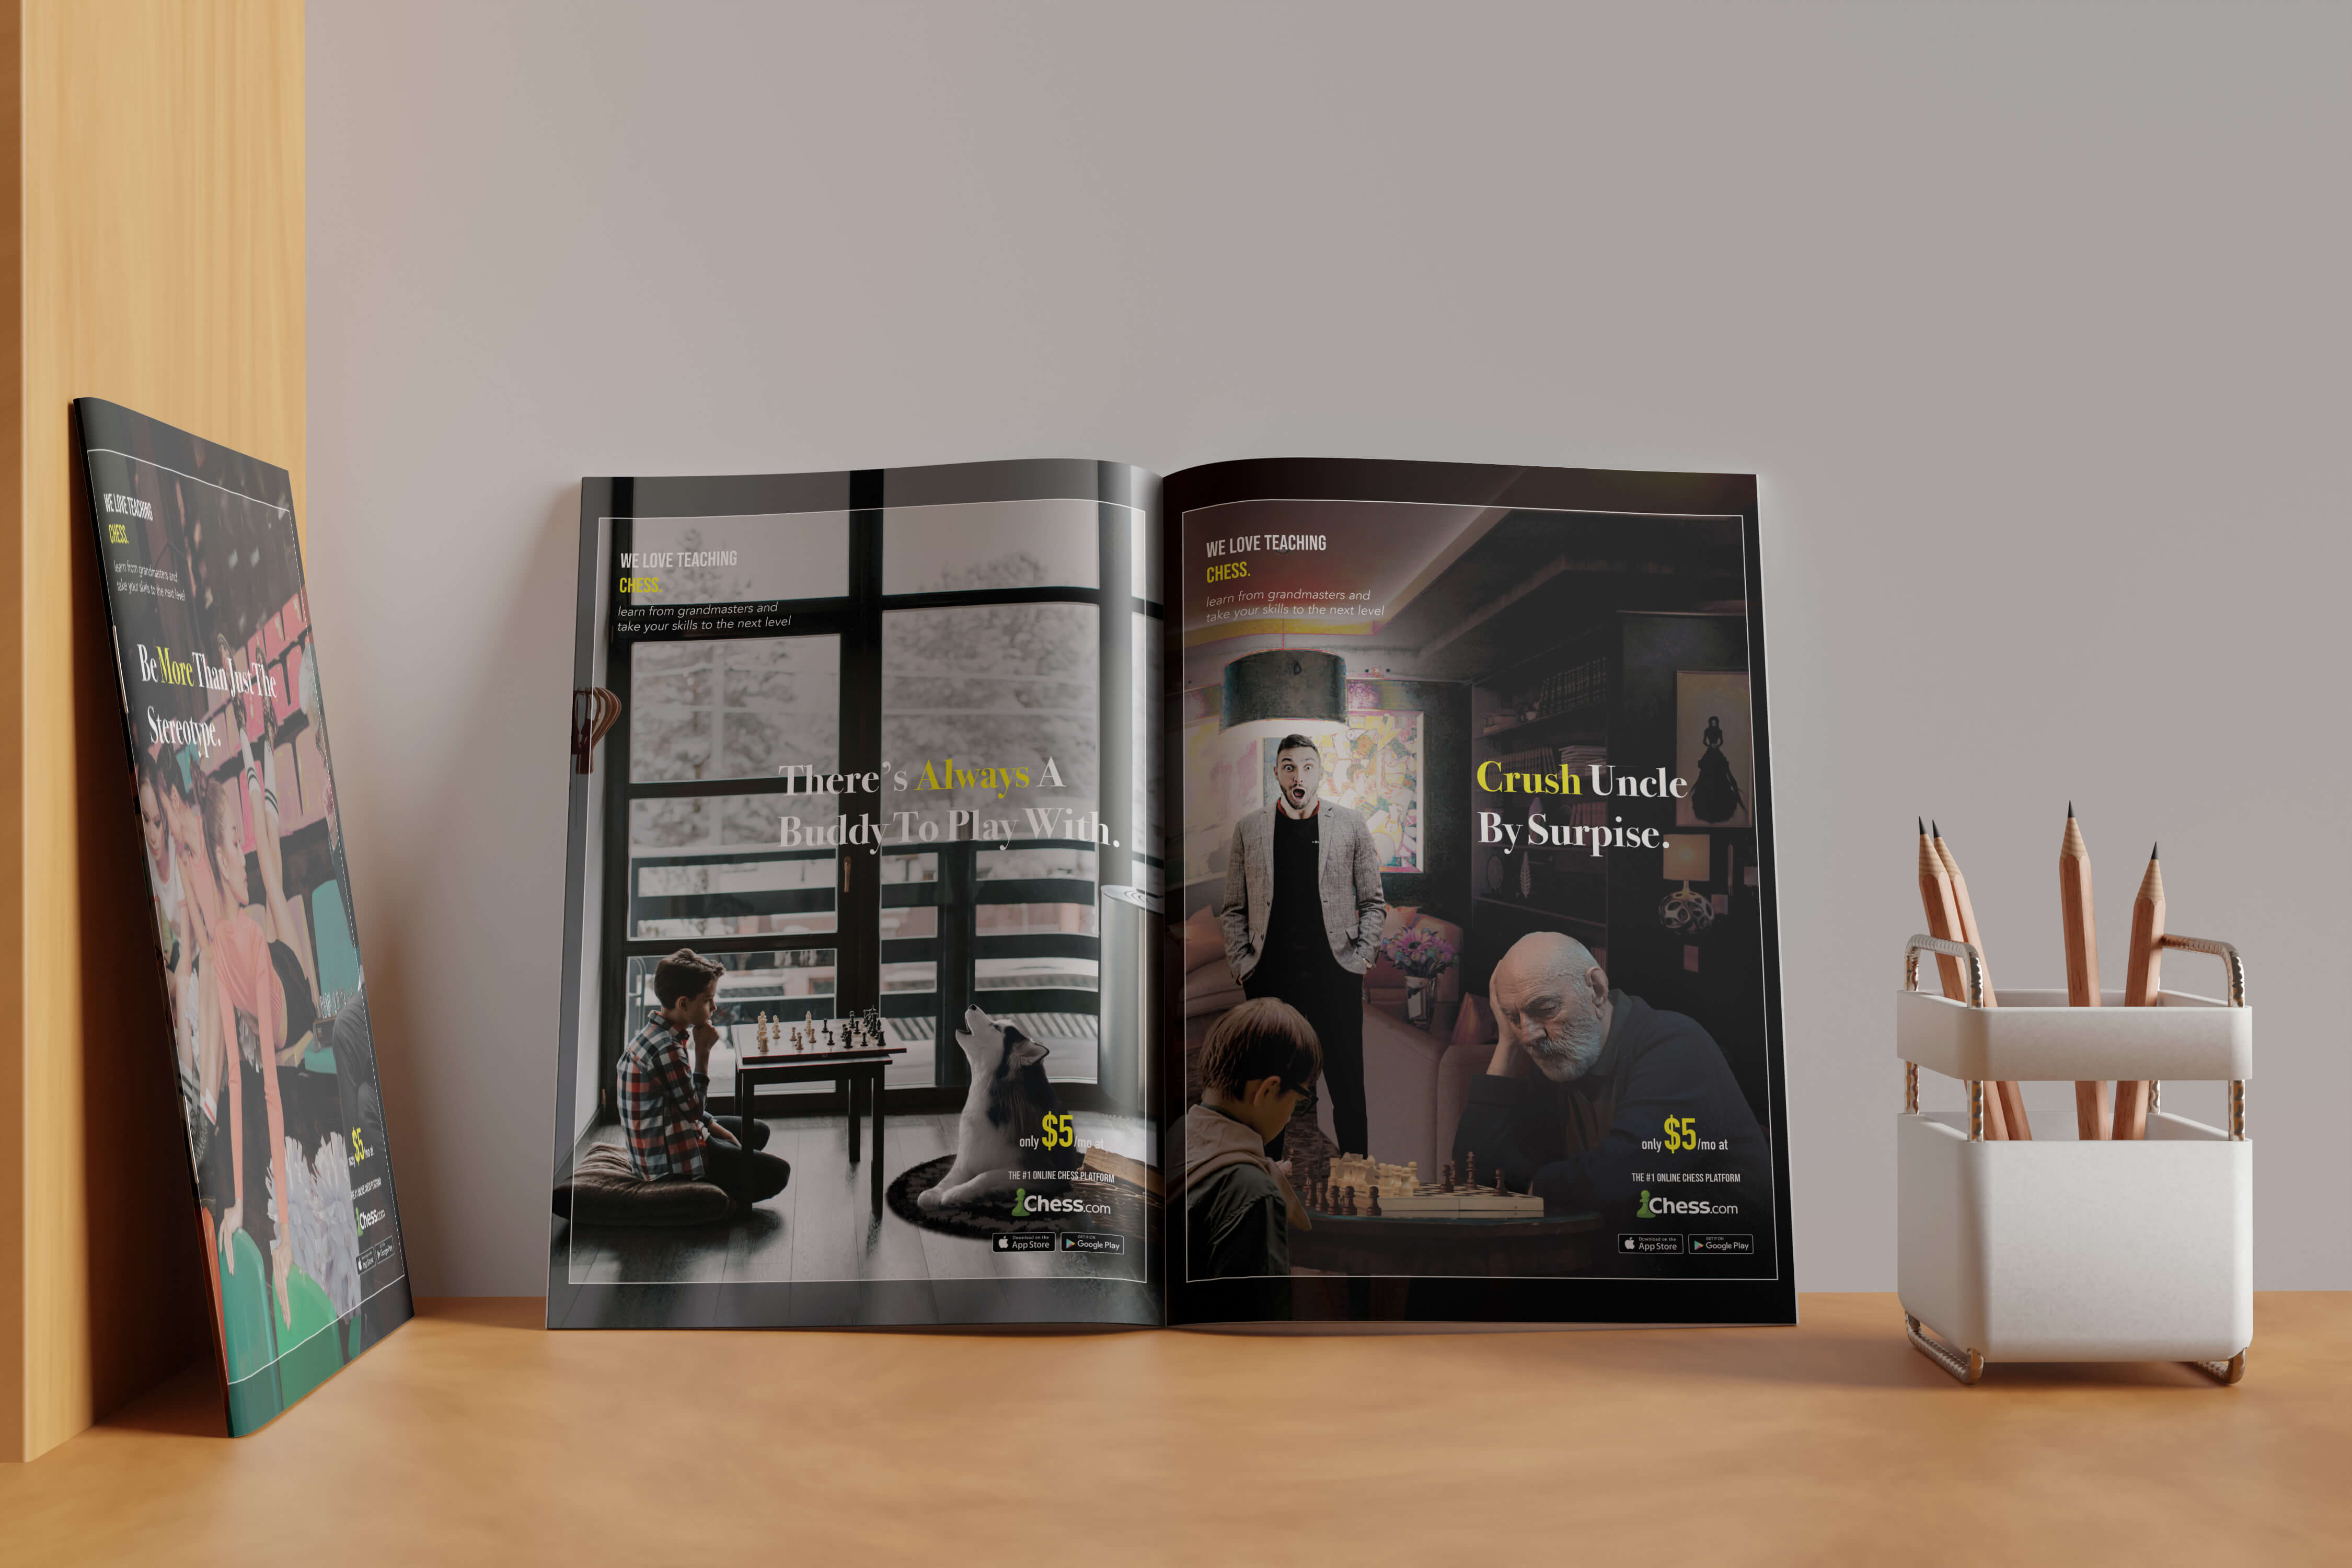 WE LOVE TEACHING
CHESS.
learn from grandmasters and
take your skills to the next level
Be More Than Just The
Stereotype.
only $5/mo at
THE #1 ONLINE CHESS PLATFORM
Chess.com
Download on the
App Store
GET IT ON
Google Play
WE LOVE TEACHING
CHESS.
learn from grandmasters and
take your skills to the next level
There's Always A
Buddy To Play With.
only $5/mo at
THE #1 ONLINE CHESS PLATFORM
Chess.com
Download on the
App Store
GET IT ON
Google Play
WE LOVE TEACHING
CHESS.
learn from grandmasters and
take your skills to the next level
Crush Uncle
By Surpise.
only $5/mo at
THE #1 ONLINE CHESS PLATFORM
Chess.com
Download on the
App Store
GET IT ON
Google Play